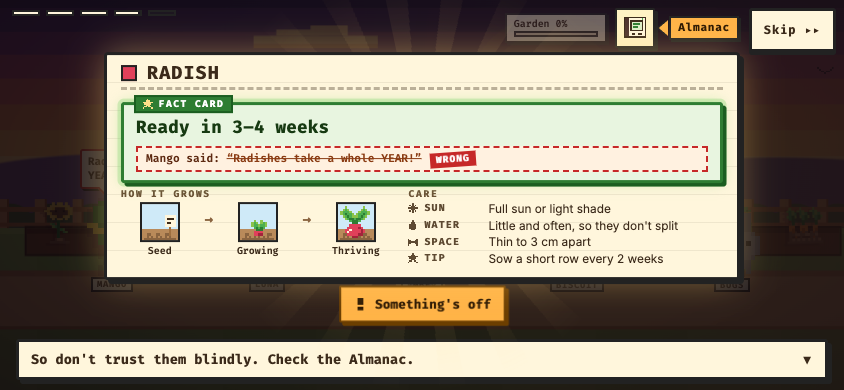 Garden 0%
Almanac
Skip ▸▸
RADISH
FACT CARD
Ready in 3–4 weeks
Mango said: “Radishes take a whole YEAR!” WRONG
HOW IT GROWS
Seed → Growing → Thriving
CARE
SUN Full sun or light shade
WATER Little and often, so they don't split
SPACE Thin to 3 cm apart
TIP Sow a short row every 2 weeks
MANGO
BISCUIT
! Something's off
So don't trust them blindly. Check the Almanac. ▼